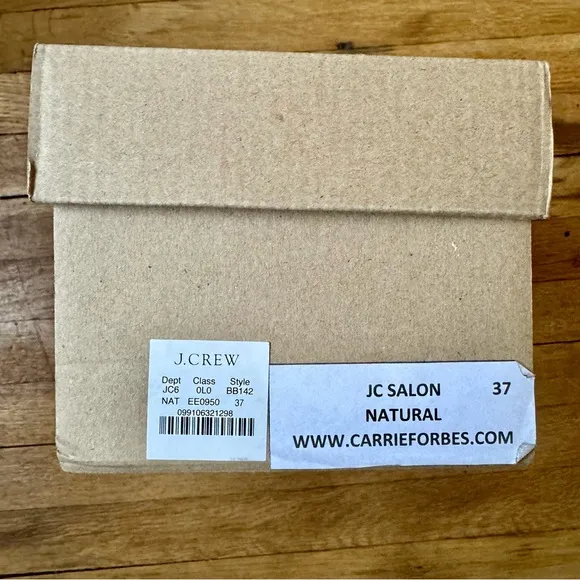 J.CREW
Dept Class Style
JC6 0L0 BB142
NAT EE0950 37
099106321298
JC SALON 37
NATURAL
WWW.CARRIEFORBES.COM